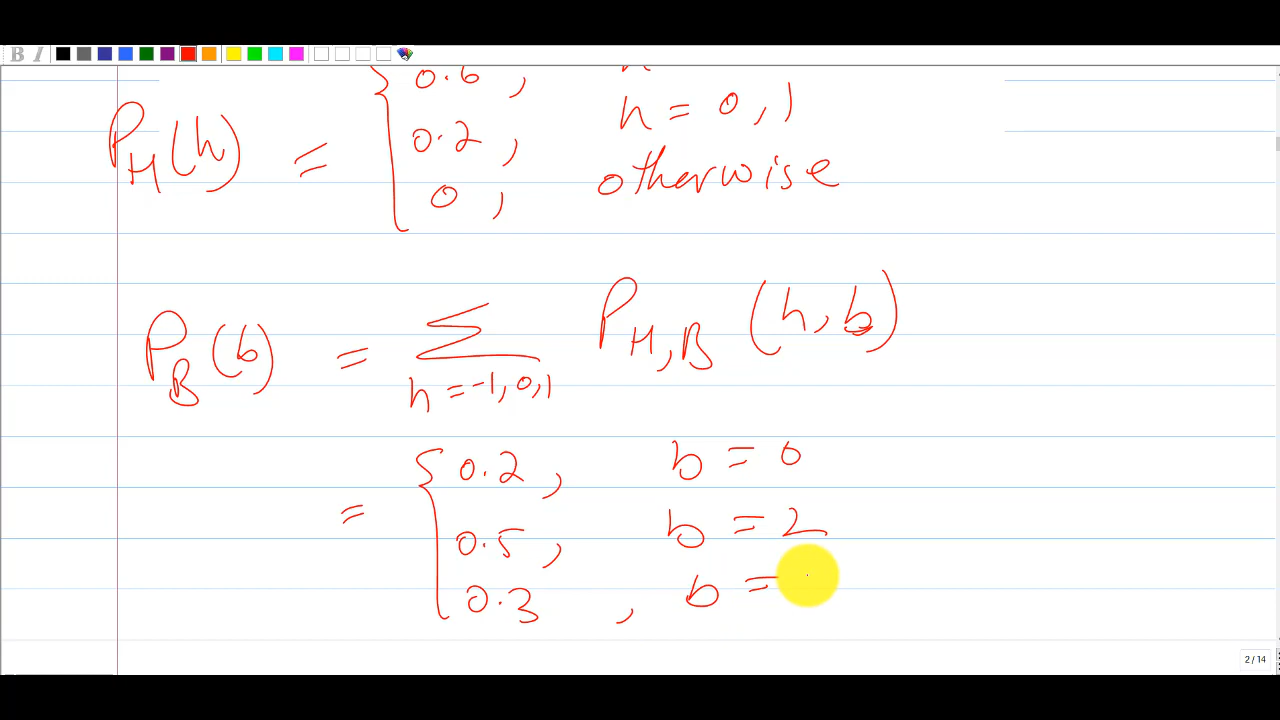 B I
0.6 ,
P_H(h) = { 0.2 , h = 0,1
0 , otherwise
P_B(b) = Σ_{h=-1,0,1} P_{H,B}(h,b)
= { 0.2 , b = 0
0.5 , b = 2
0.3 , b =
2 / 14